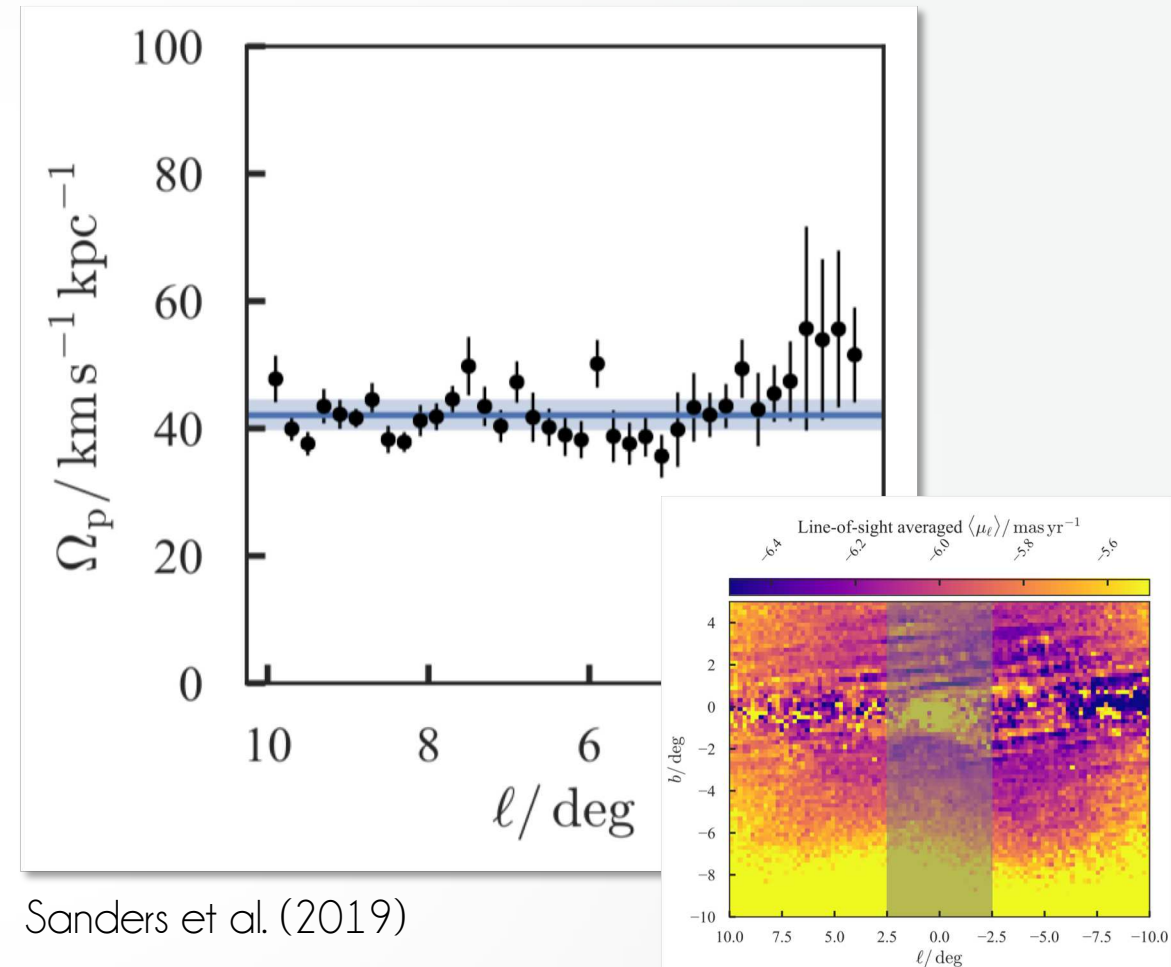 100
80
60
40
20
0
Ωp/ km s−1 kpc−1
10 8 6
ℓ/ deg
Line-of-sight averaged ⟨μℓ⟩/ mas yr−1
−6.4 −6.2 −6.0 −5.8 −5.6
4
2
0
−2
−4
−6
−8
−10
b/ deg
10.0 7.5 5.0 2.5 0.0 −2.5 −5.0 −7.5 −10.0
ℓ/ deg
Sanders et al. (2019)